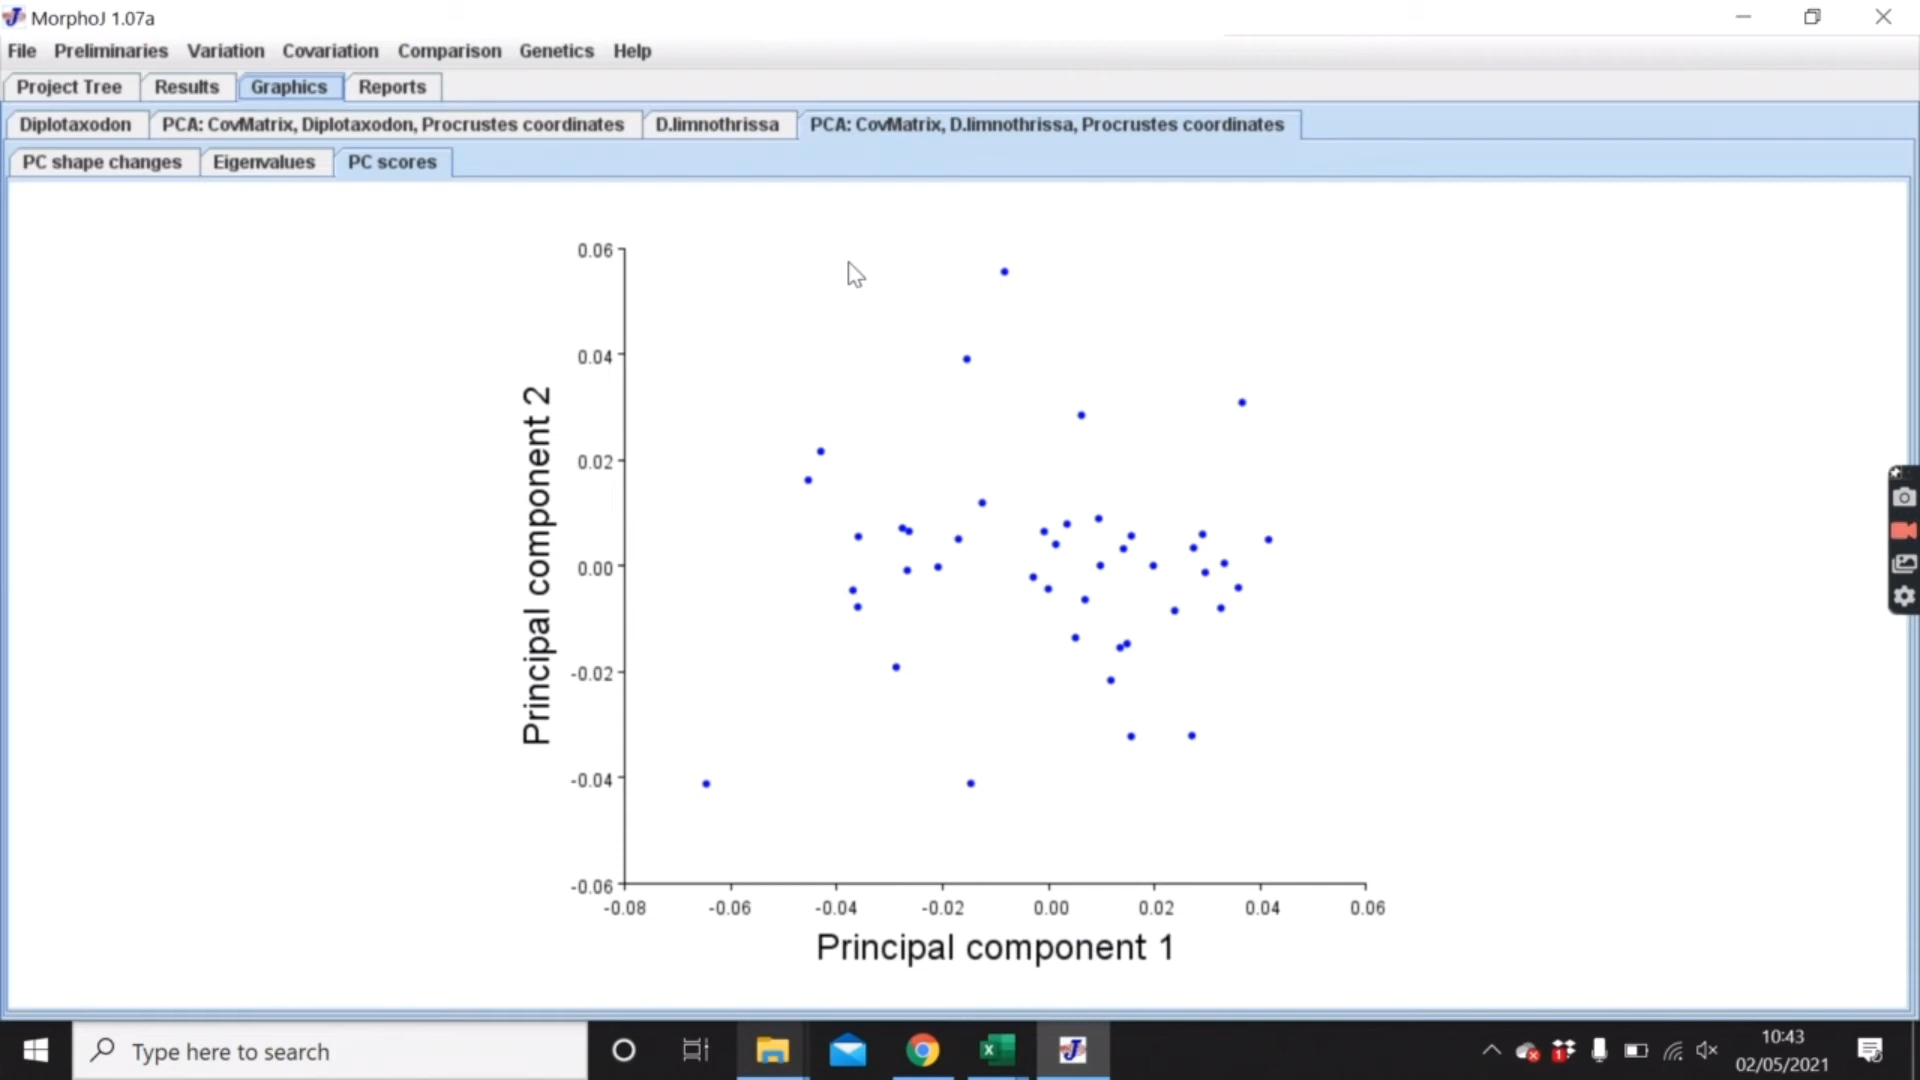 MorphoJ 1.07a
File Preliminaries Variation Covariation Comparison Genetics Help
Project Tree Results Graphics Reports
Diplotaxodon PCA: CovMatrix, Diplotaxodon, Procrustes coordinates D.limnothrissa PCA: CovMatrix, D.limnothrissa, Procrustes coordinates
PC shape changes Eigenvalues PC scores
0.06
0.04
0.02
0.00
-0.02
-0.04
-0.06
Principal component 2
-0.08 -0.06 -0.04 -0.02 0.00 0.02 0.04 0.06
Principal component 1
Type here to search
10:43
02/05/2021